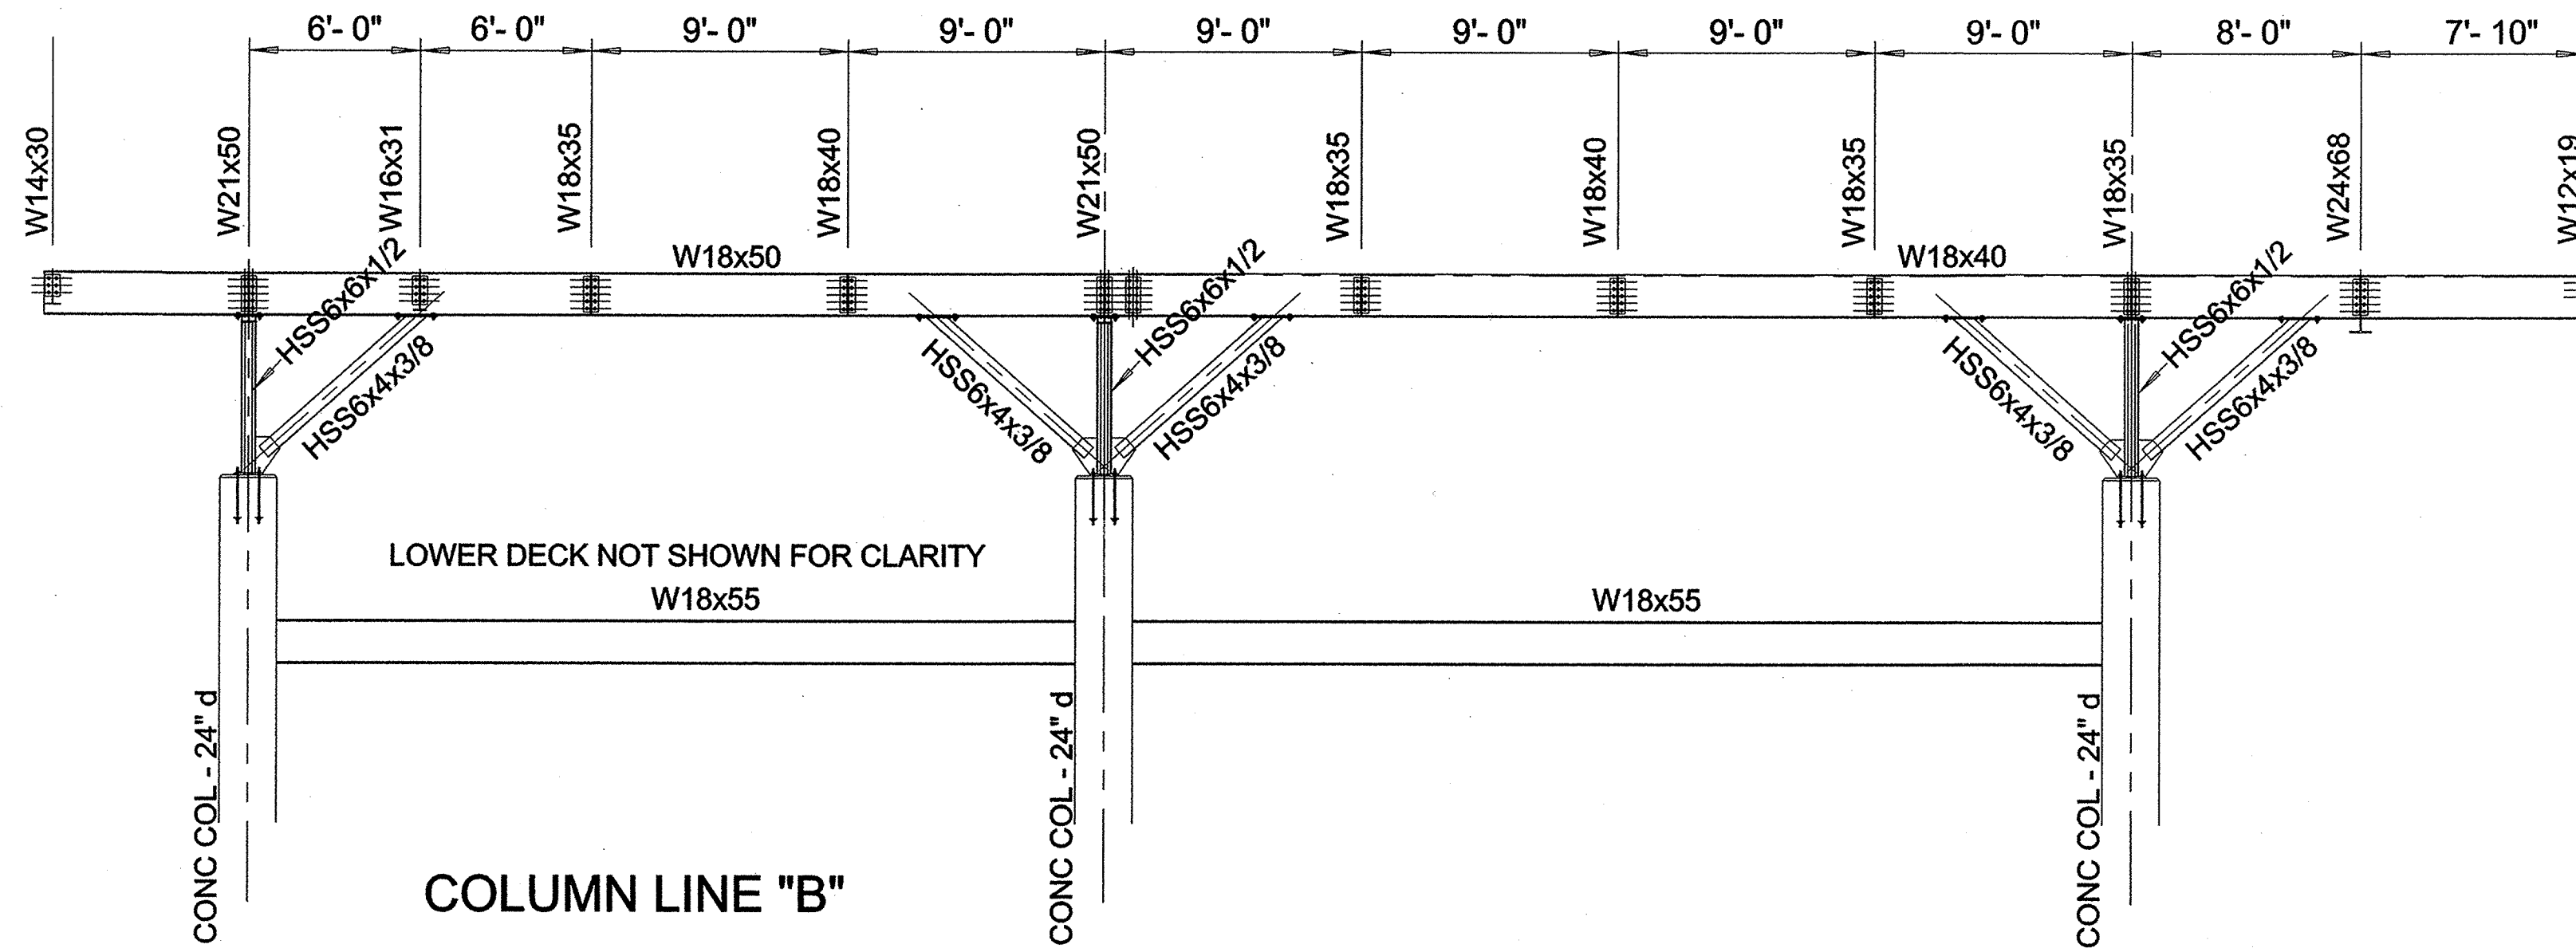 6'- 0"
6'- 0"
9'- 0"
9'- 0"
9'- 0"
9'- 0"
9'- 0"
9'- 0"
8'- 0"
7'- 10"
W14x30
W21x50
W16x31
W18x35
W18x40
W21x50
W18x35
W18x40
W18x35
W18x35
W24x68
W12x19
W18x50
W18x40
HSS6x6x1/2
HSS6x4x3/8
HSS6x4x3/8
HSS6x6x1/2
HSS6x4x3/8
HSS6x4x3/8
HSS6x6x1/2
HSS6x4x3/8
LOWER DECK NOT SHOWN FOR CLARITY
W18x55
W18x55
CONC COL - 24" d
CONC COL - 24" d
CONC COL - 24" d
COLUMN LINE "B"